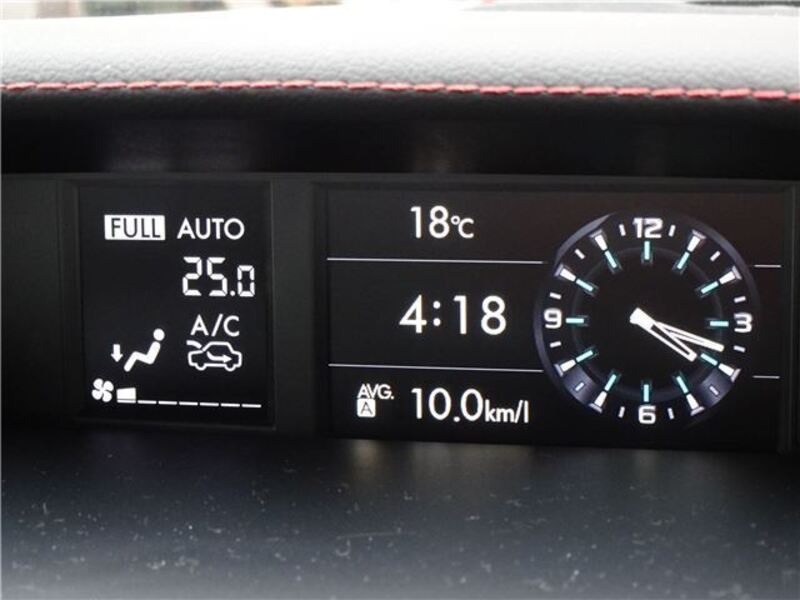 FULL AUTO
25.0
A/C
18°C
4:18
AVG.
A
10.0km/l
12
9
3
6